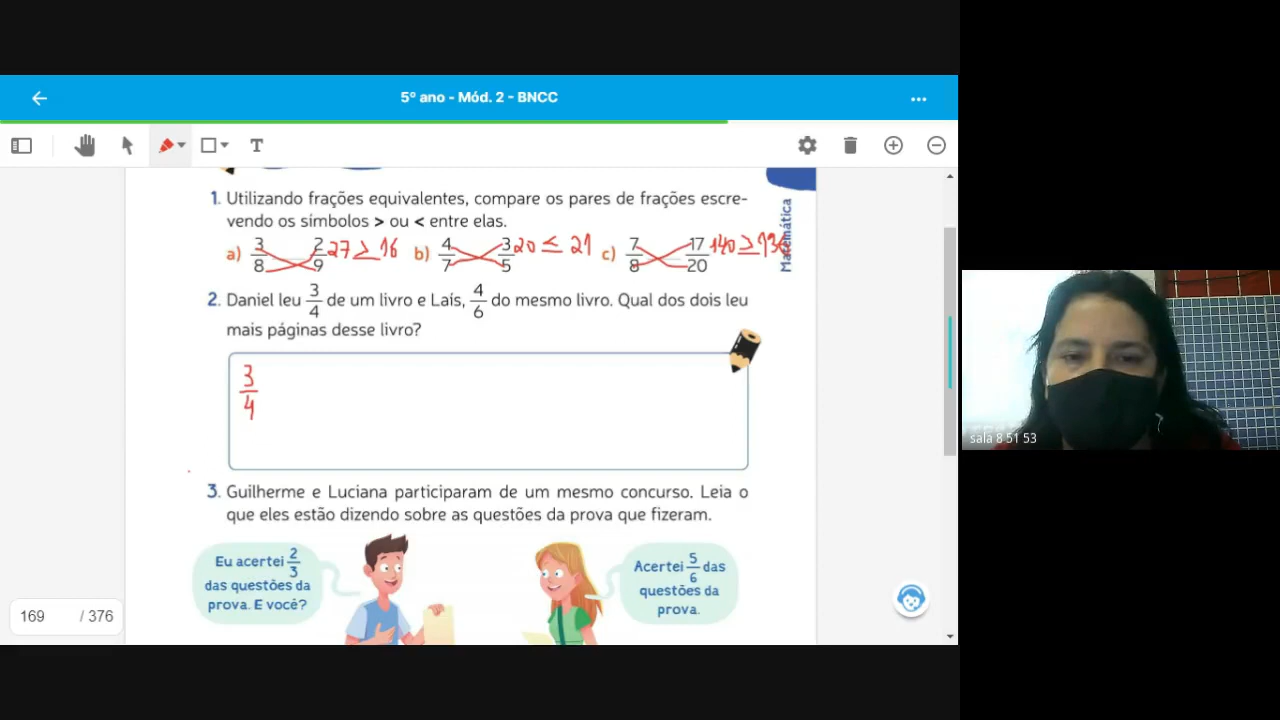 5º ano - Mód. 2 - BNCC
T
1. Utilizando frações equivalentes, compare os pares de frações escre-
vendo os símbolos > ou < entre elas.
a) 3/8 2/9 27 ≥ 16 b) 4/7 3/5 20 ≤ 21 c) 7/8 17/20 140 ≥ 136
Matemática
2. Daniel leu 3/4 de um livro e Laís, 4/6 do mesmo livro. Qual dos dois leu
mais páginas desse livro?
3/4
3. Guilherme e Luciana participaram de um mesmo concurso. Leia o
que eles estão dizendo sobre as questões da prova que fizeram.
Eu acertei 2/3
das questões da
prova. E você?
Acertei 5/6 das
questões da
prova.
169 / 376
sala 8 51 53